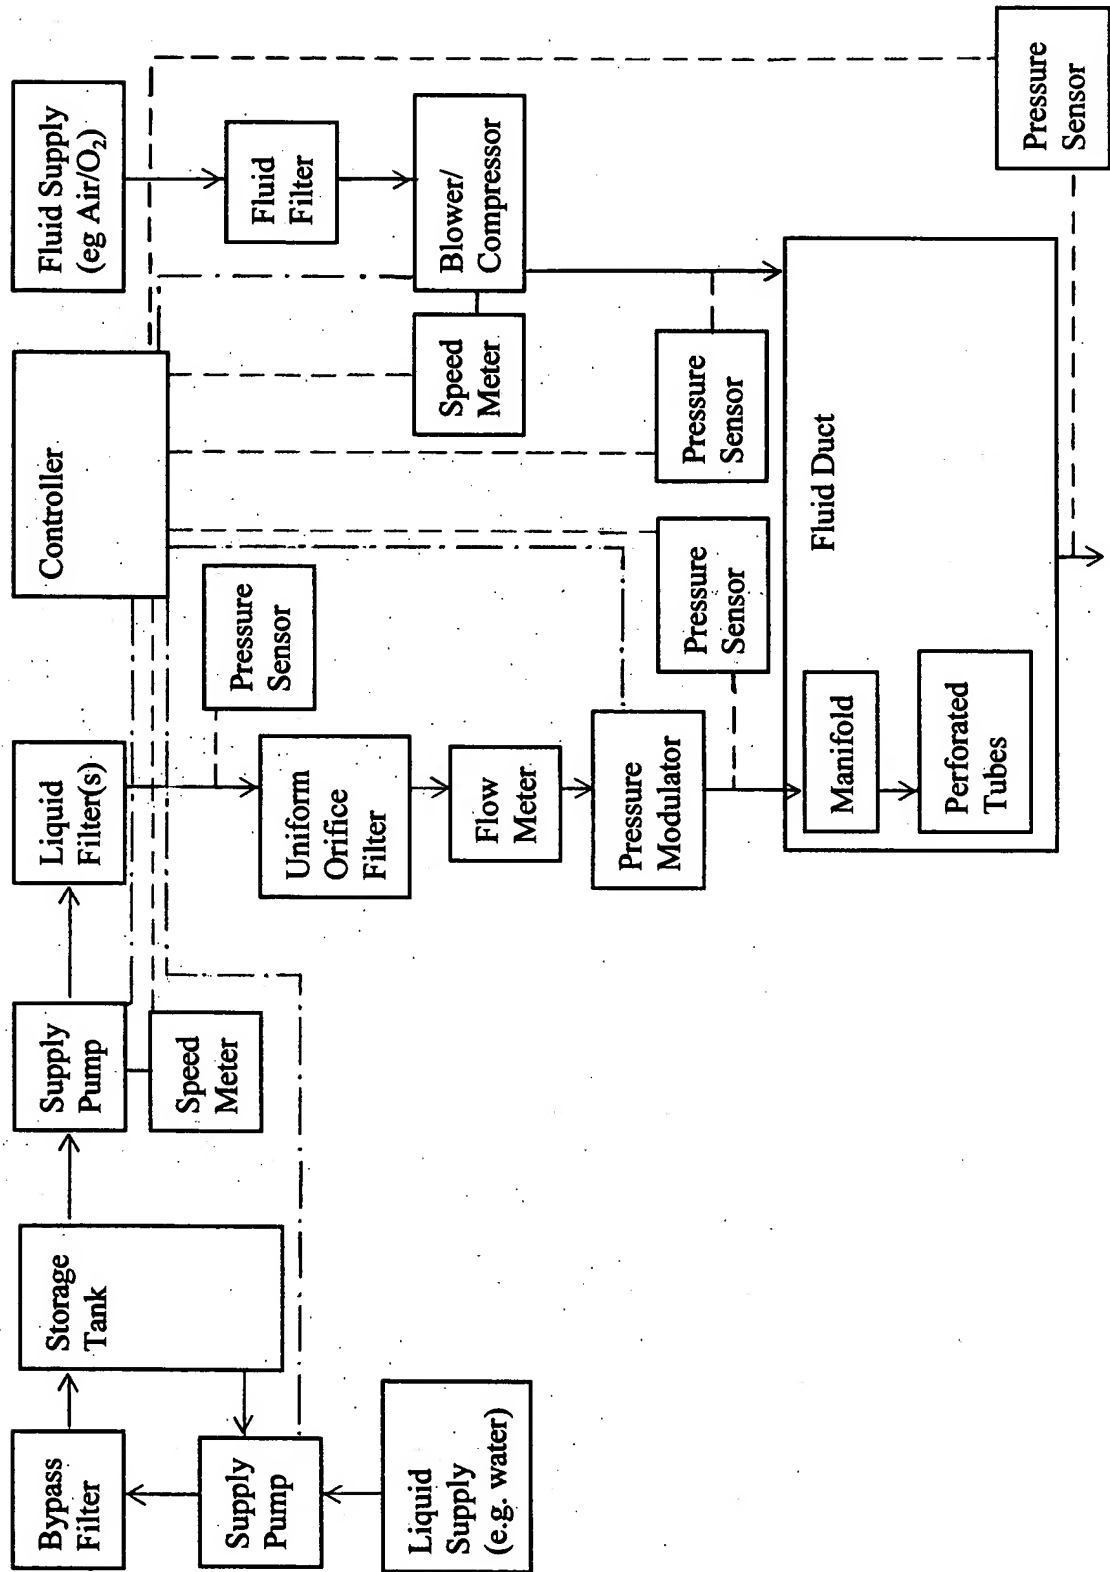 Bypass
Filter
Storage
Tank
Supply
Pump
Liquid
Filter(s)
Controller
Fluid Supply
(eg Air/O₂)
Supply
Pump
Speed
Meter
Pressure
Sensor
Fluid
Filter
Liquid
Supply
(e.g. water)
Uniform
Orifice
Filter
Speed
Meter
Blower/
Compressor
Flow
Meter
Pressure
Modulator
Pressure
Sensor
Pressure
Sensor
Fluid Duct
Manifold
Perforated
Tubes
Pressure
Sensor